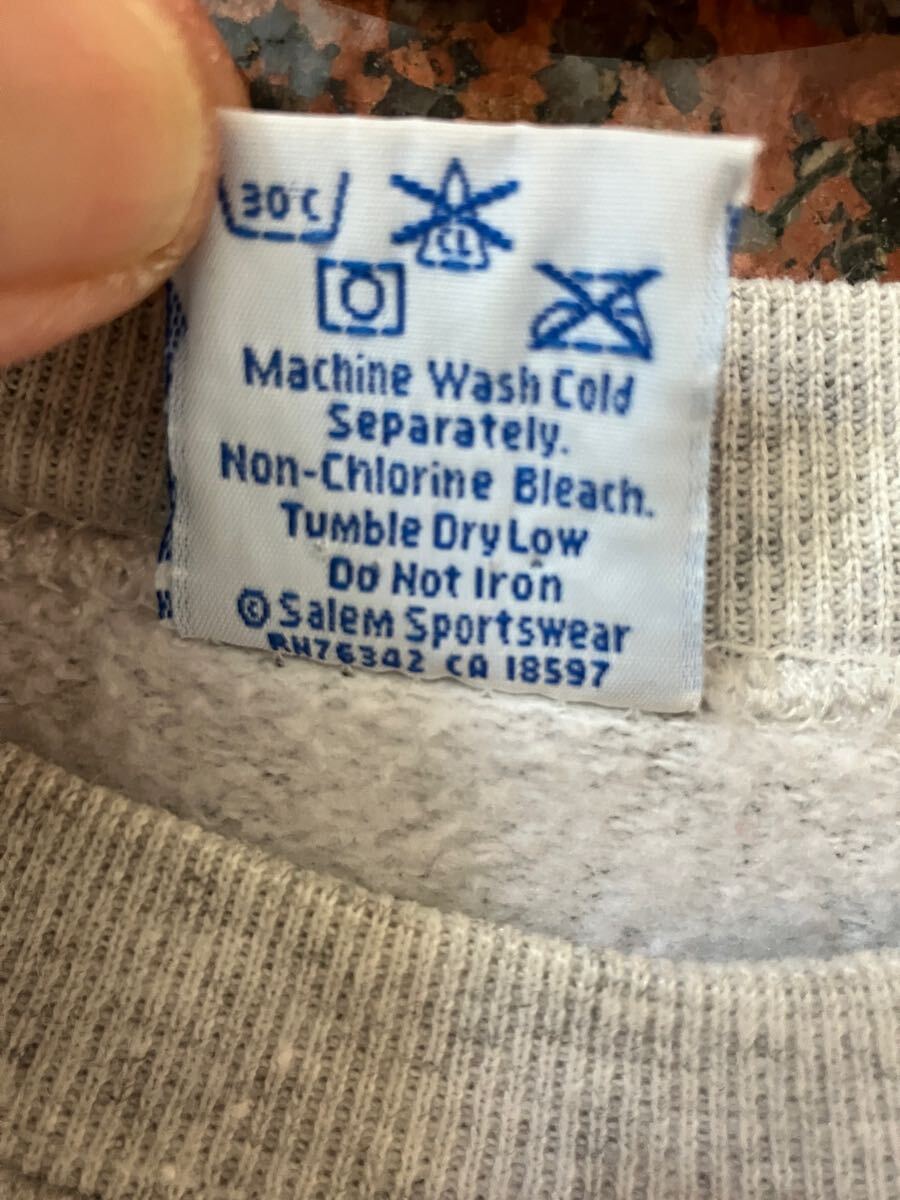 30°C
CL
Machine Wash Cold
Separately.
Non-Chlorine Bleach.
Tumble Dry Low
Do Not Iron
© Salem Sportswear
RN76342 CA 18597